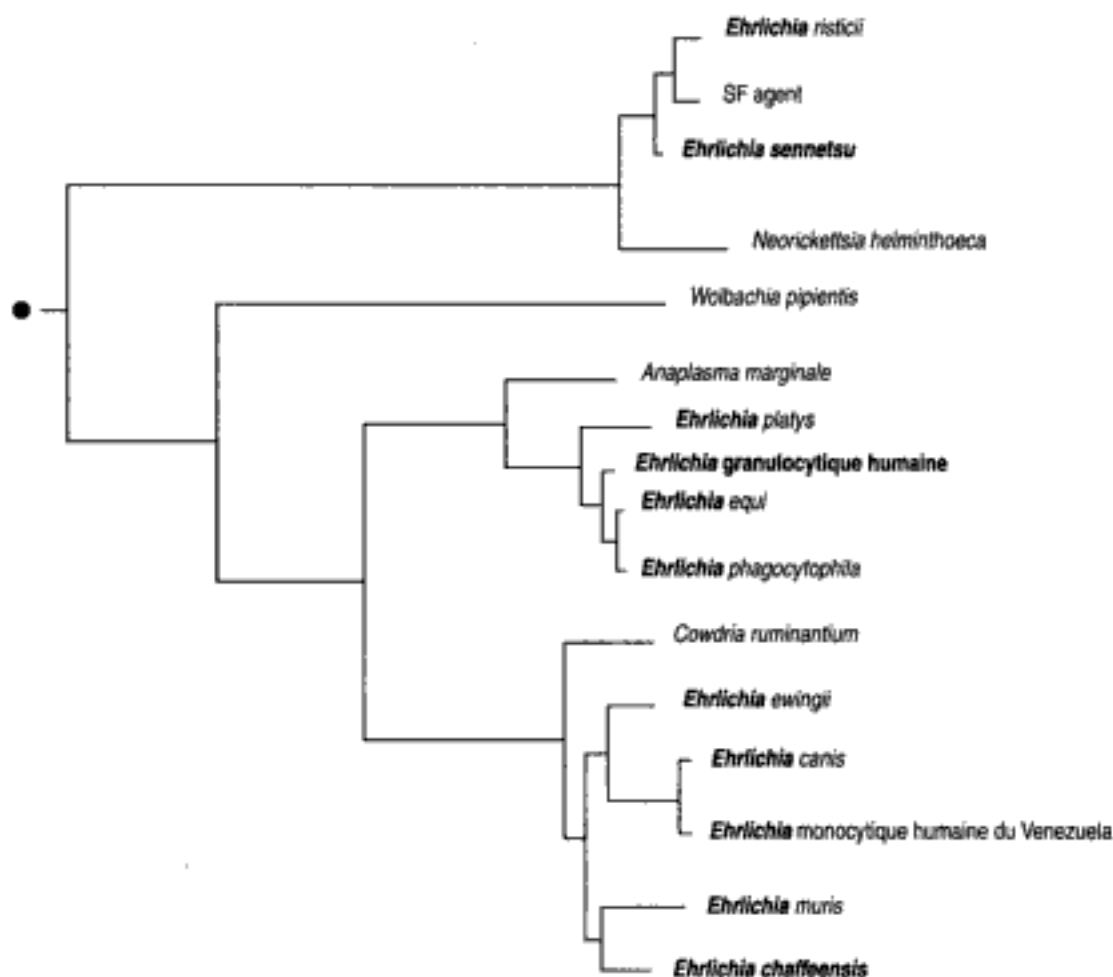 Ehrlichia risticii
SF agent
Ehrlichia sennetsu
Neorickettsia helminthoeca
Wolbachia pipientis
Anaplasma marginale
Ehrlichia platys
Ehrlichia granulocytique humaine
Ehrlichia equi
Ehrlichia phagocytophila
Cowdria ruminantium
Ehrlichia ewingii
Ehrlichia canis
Ehrlichia monocytique humaine du Venezuela
Ehrlichia muris
Ehrlichia chaffeensis